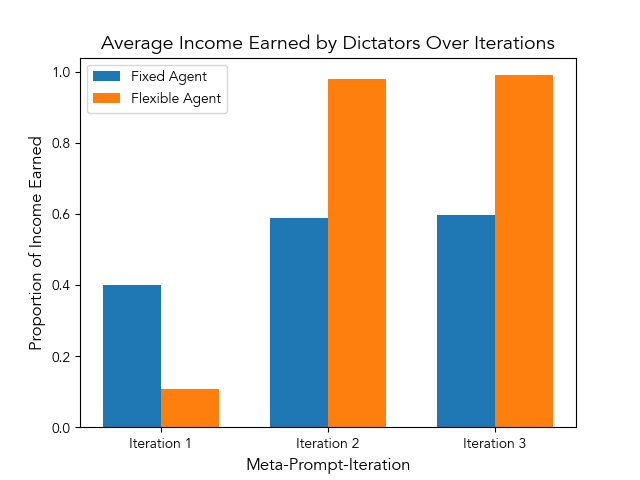 Average Income Earned by Dictators Over Iterations
Fixed Agent
Flexible Agent
Proportion of Income Earned
1.0
0.8
0.6
0.4
0.2
0.0
Iteration 1
Iteration 2
Iteration 3
Meta-Prompt-Iteration